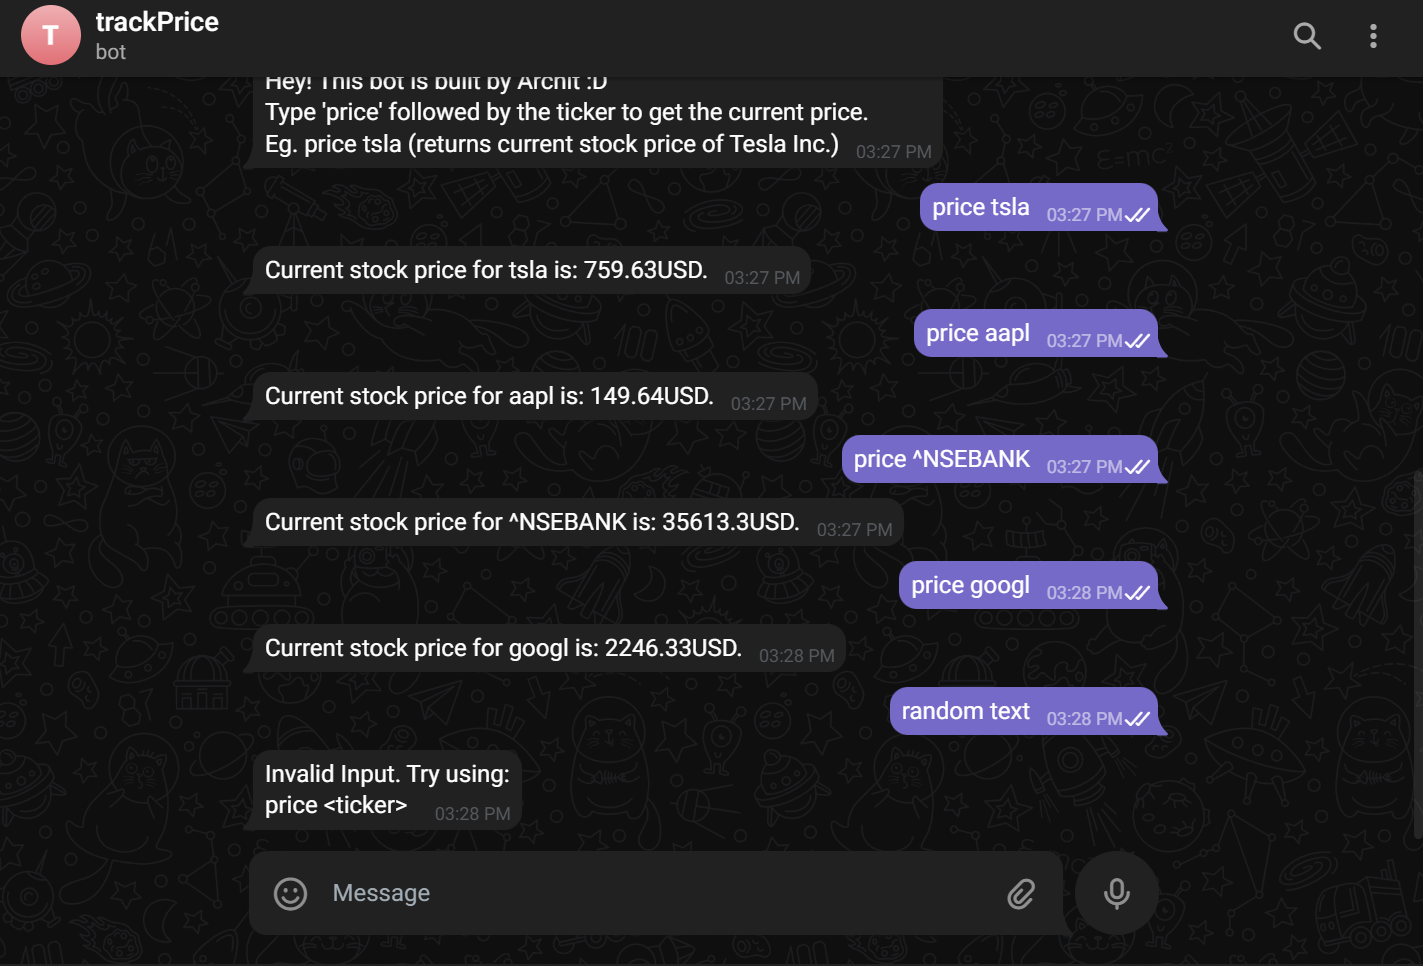 T
trackPrice
bot
Hey! This bot is built by Archit :D
Type 'price' followed by the ticker to get the current price.
Eg. price tsla (returns current stock price of Tesla Inc.) 03:27 PM
price tsla 03:27 PM
Current stock price for tsla is: 759.63USD. 03:27 PM
price aapl 03:27 PM
Current stock price for aapl is: 149.64USD. 03:27 PM
price ^NSEBANK 03:27 PM
Current stock price for ^NSEBANK is: 35613.3USD. 03:27 PM
price googl 03:28 PM
Current stock price for googl is: 2246.33USD. 03:28 PM
random text 03:28 PM
Invalid Input. Try using:
price <ticker> 03:28 PM
Message
E=mc²